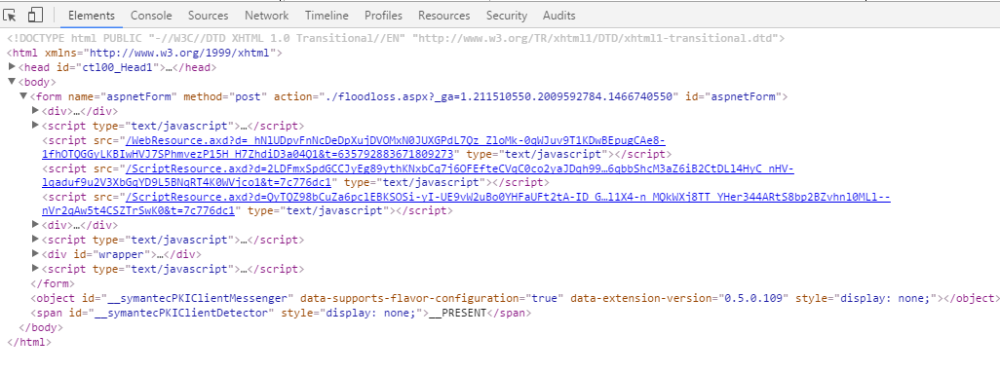 Elements Console Sources Network Timeline Profiles Resources Security Audits
<!DOCTYPE html PUBLIC "-//W3C//DTD XHTML 1.0 Transitional//EN" "http://www.w3.org/TR/xhtml1/DTD/xhtml1-transitional.dtd">
<html xmlns="http://www.w3.org/1999/xhtml">
<head id="ctl00_Head1">…</head>
<body>
<form name="aspnetForm" method="post" action="./floodloss.aspx?_ga=1.211510550.2009592784.1466740550" id="aspnetForm">
<div>…</div>
<script type="text/javascript">…</script>
<script src="/WebResource.axd?d=_hNlUDpvFnNcDeDpXujDVOMxN0JUXGPdL7Oz_ZloMk-0qWJuv9T1KDwBEpugCAe8-
1fhOTQGGyLKBIwHVJ7SPhmvezP15H_H7ZhdiD3a04Q1&t=635792883671809273" type="text/javascript"></script>
<script src="/ScriptResource.axd?d=2LDFmxSpdGCCJyEg89ythKNxbCq7j6OFEfteCVqC0co2yaJDqh99…6qbbShcM3aZ6iB2CtDLl4HyC_nHV-
lqaduf9u2V3XbGqYD9L5BNqRT4K0WVjco1&t=7c776dc1" type="text/javascript"></script>
<script src="/ScriptResource.axd?d=QyTQZ98bCuZa6pclEBKSOSi-yI-UE9vW2uBo0YHFaUFt2tA-ID_G…l1X4-n_MQkWXj8TT_YHer344ARtS8bp2BZvhnl0MLl--
nVr2qAw5t4CSZTrSwK0&t=7c776dc1" type="text/javascript"></script>
<div>…</div>
<script type="text/javascript">…</script>
<div id="wrapper">…</div>
<script type="text/javascript">…</script>
</form>
<object id="__symantecPKIClientMessenger" data-supports-flavor-configuration="true" data-extension-version="0.5.0.109" style="display: none;"></object>
<span id="__symantecPKIClientDetector" style="display: none;">__PRESENT</span>
</body>
</html>